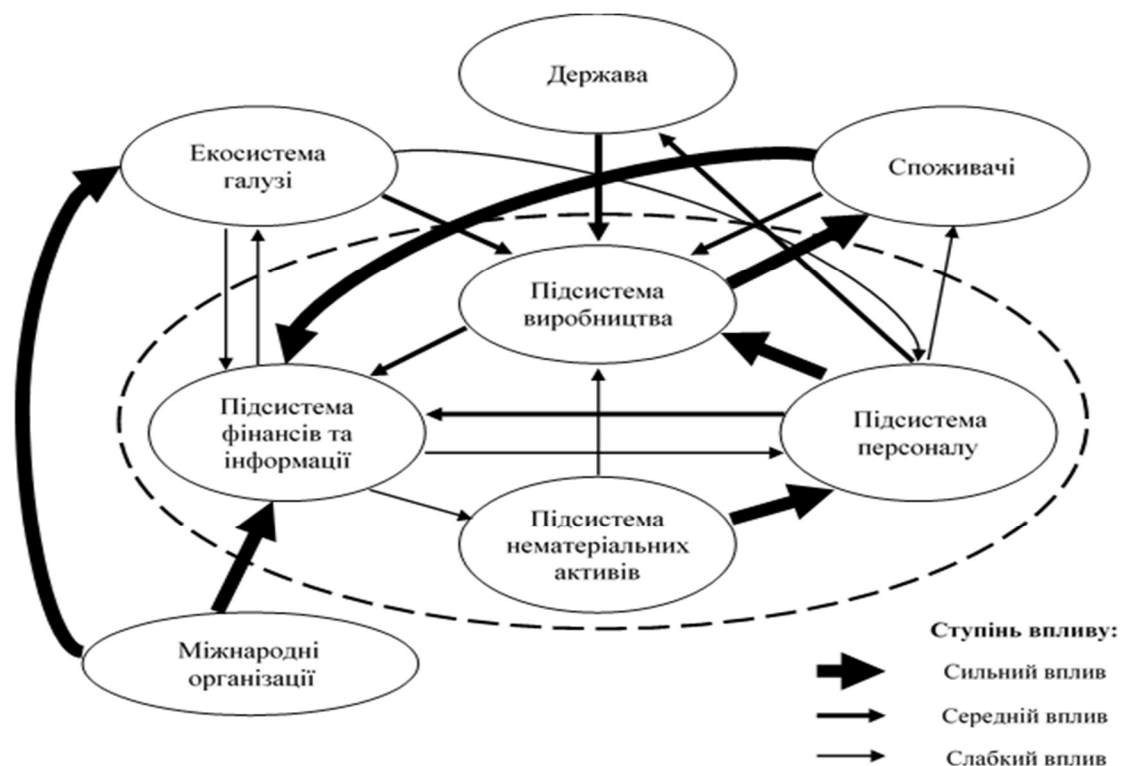 Держава
Екосистема
галузі
Споживачі
Підсистема
виробництва
Підсистема
фінансів та
інформації
Підсистема
персоналу
Підсистема
нематеріальних
активів
Міжнародні
організації
Ступінь впливу:
Сильний вплив
Середній вплив
Слабкий вплив